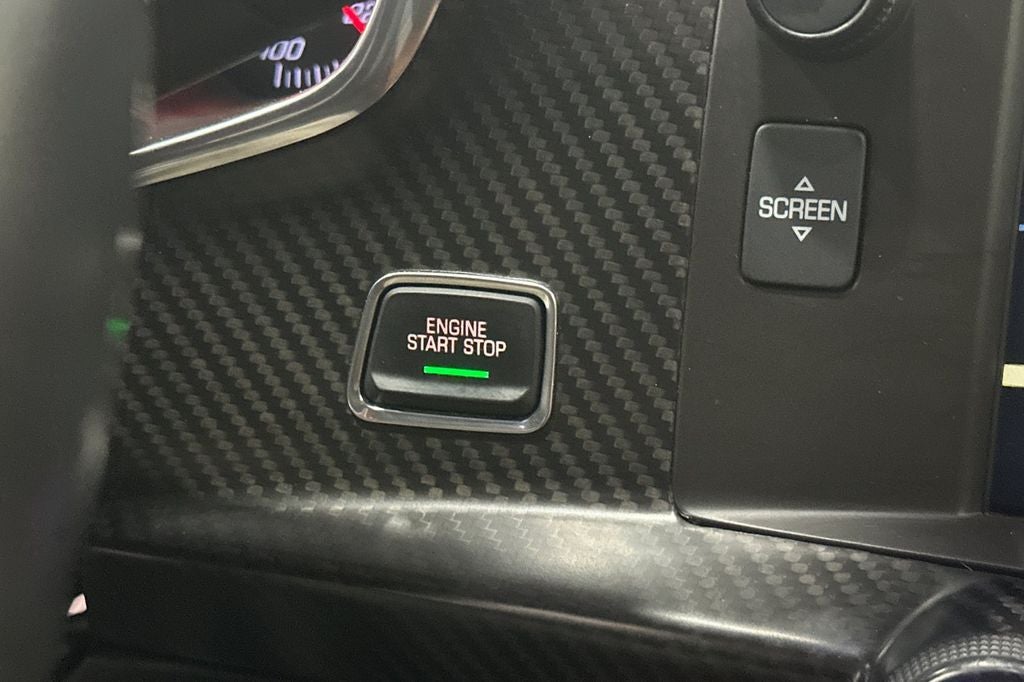 100
SCREEN
ENGINE
START STOP